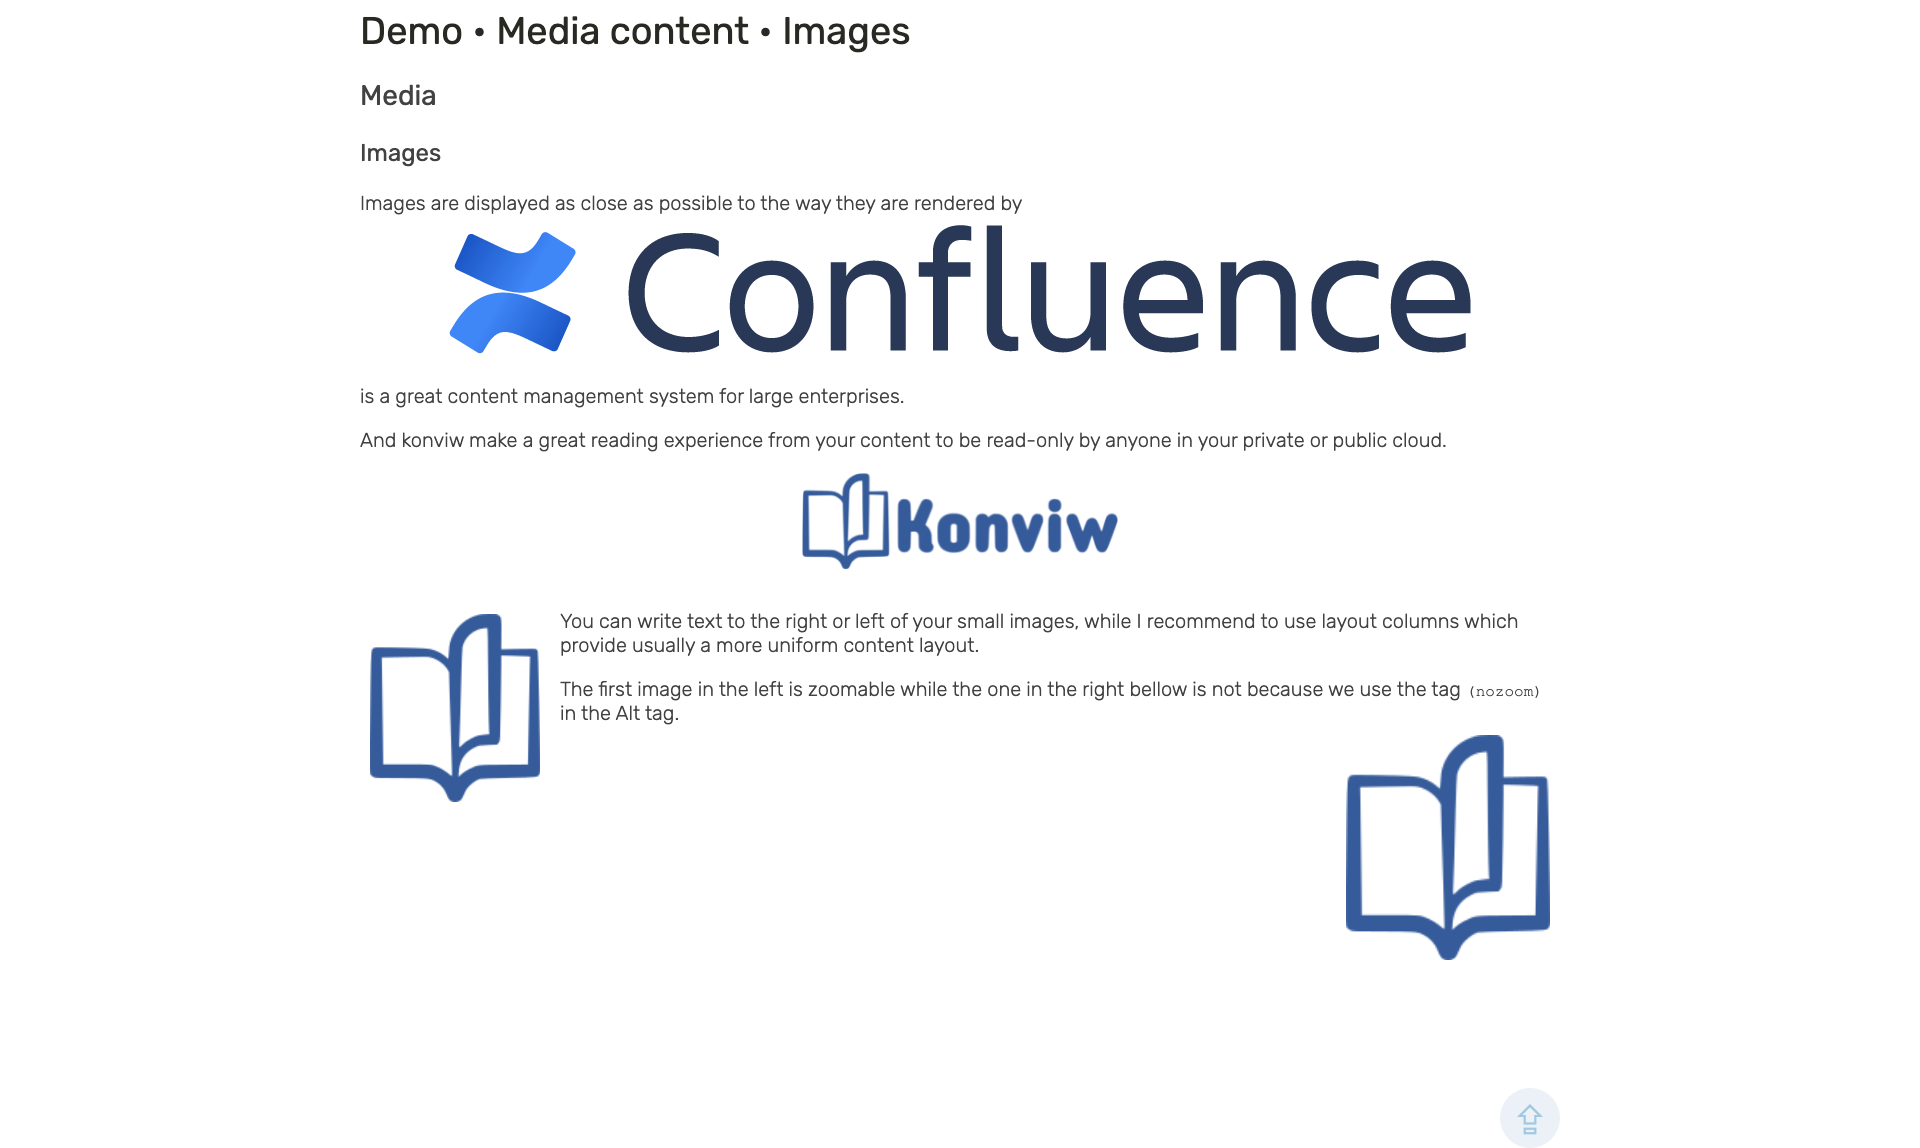 Demo • Media content • Images
Media
Images
Images are displayed as close as possible to the way they are rendered by
Confluence
is a great content management system for large enterprises.
And konviw make a great reading experience from your content to be read-only by anyone in your private or public cloud.
Konviw
You can write text to the right or left of your small images, while I recommend to use layout columns which
provide usually a more uniform content layout.
The first image in the left is zoomable while the one in the right bellow is not because we use the tag (nozoom)
in the Alt tag.